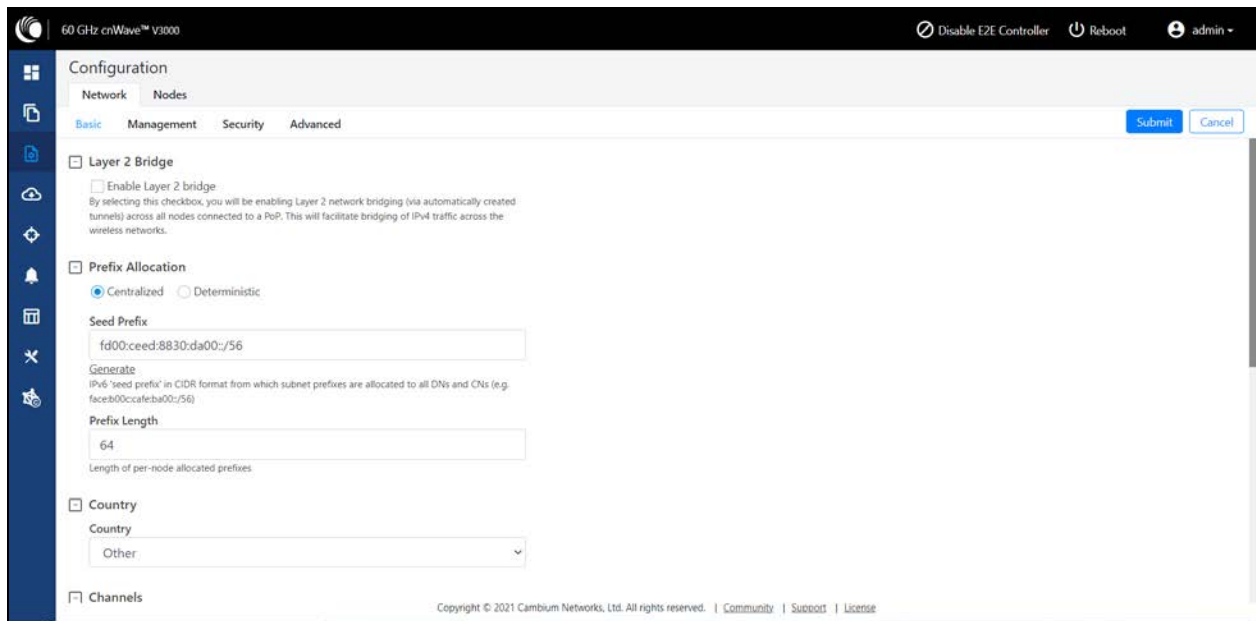 60 GHz cnWave™ V3000
Disable E2E Controller
Reboot
admin
Configuration
Network Nodes
Basic Management Security Advanced
Submit Cancel
Layer 2 Bridge
Enable Layer 2 bridge
By selecting this checkbox, you will be enabling Layer 2 network bridging (via automatically created
tunnels) across all nodes connected to a PoP. This will facilitate bridging of IPv4 traffic across the
wireless networks.
Prefix Allocation
Centralized Deterministic
Seed Prefix
fd00:ceed:8830:da00::/56
Generate
IPv6 'seed prefix' in CIDR format from which subnet prefixes are allocated to all DNs and CNs (e.g.
face:b00c:cafe:ba00::/56)
Prefix Length
64
Length of per-node allocated prefixes
Country
Country
Other
Channels
Copyright © 2021 Cambium Networks, Ltd. All rights reserved. | Community | Support | License